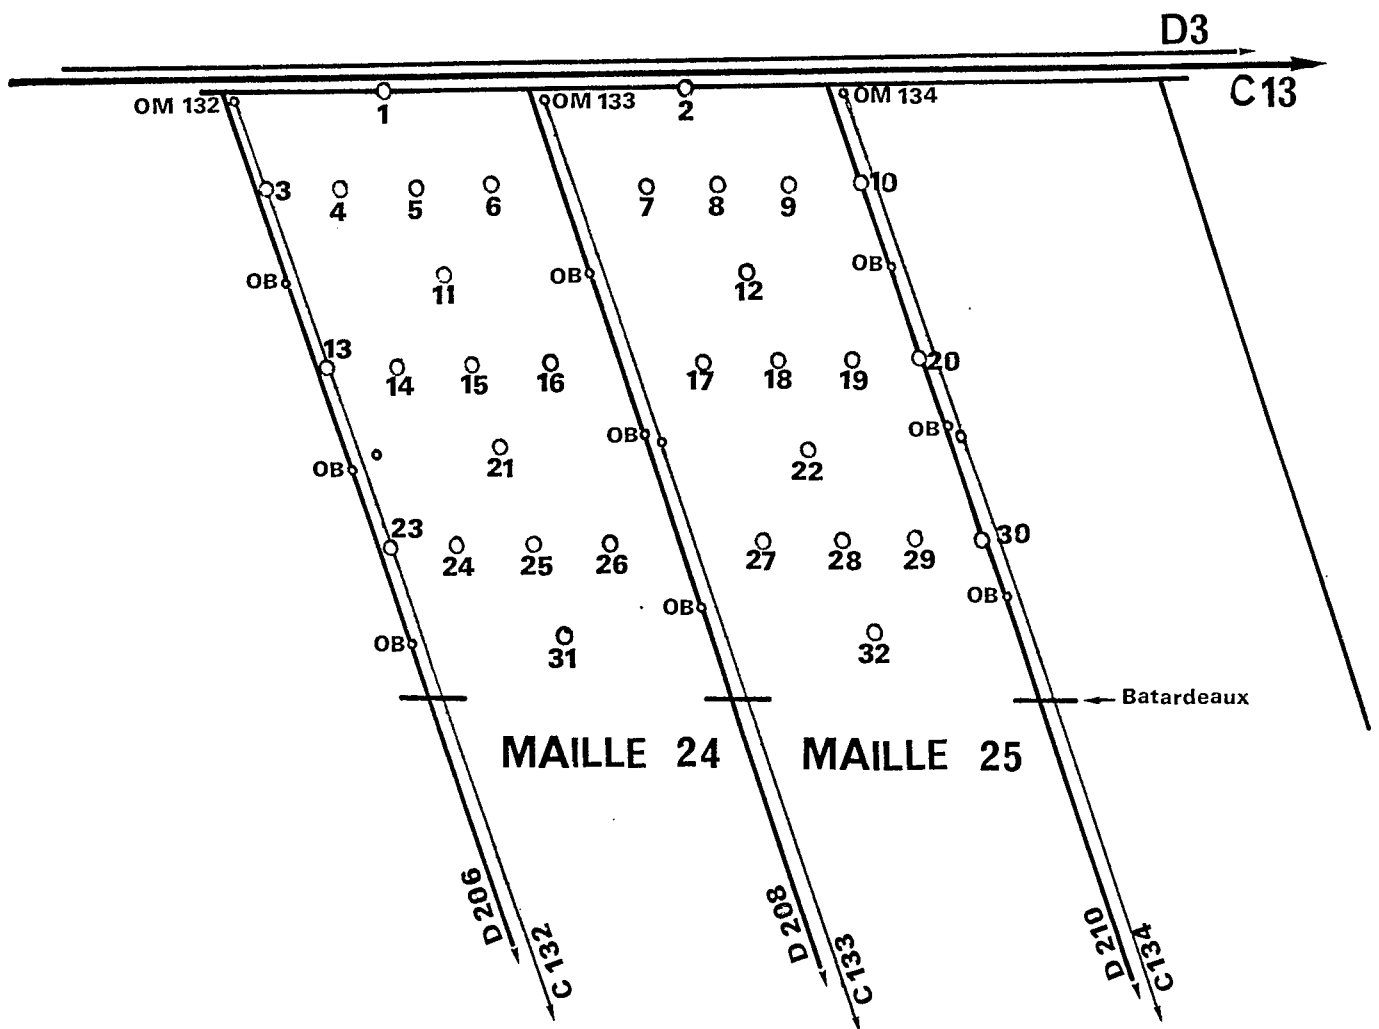 D3
C13
OM 132
1
OM 133
2
OM 134
3
4
5
6
7
8
9
10
OB
11
OB
12
OB
13
14
15
16
17
18
19
20
OB
21
OB
22
OB
23
24
25
26
27
28
29
30
OB
31
OB
32
OB
Batardeaux
MAILLE 24
MAILLE 25
D 206
C 132
D 208
C 133
D 210
C 134